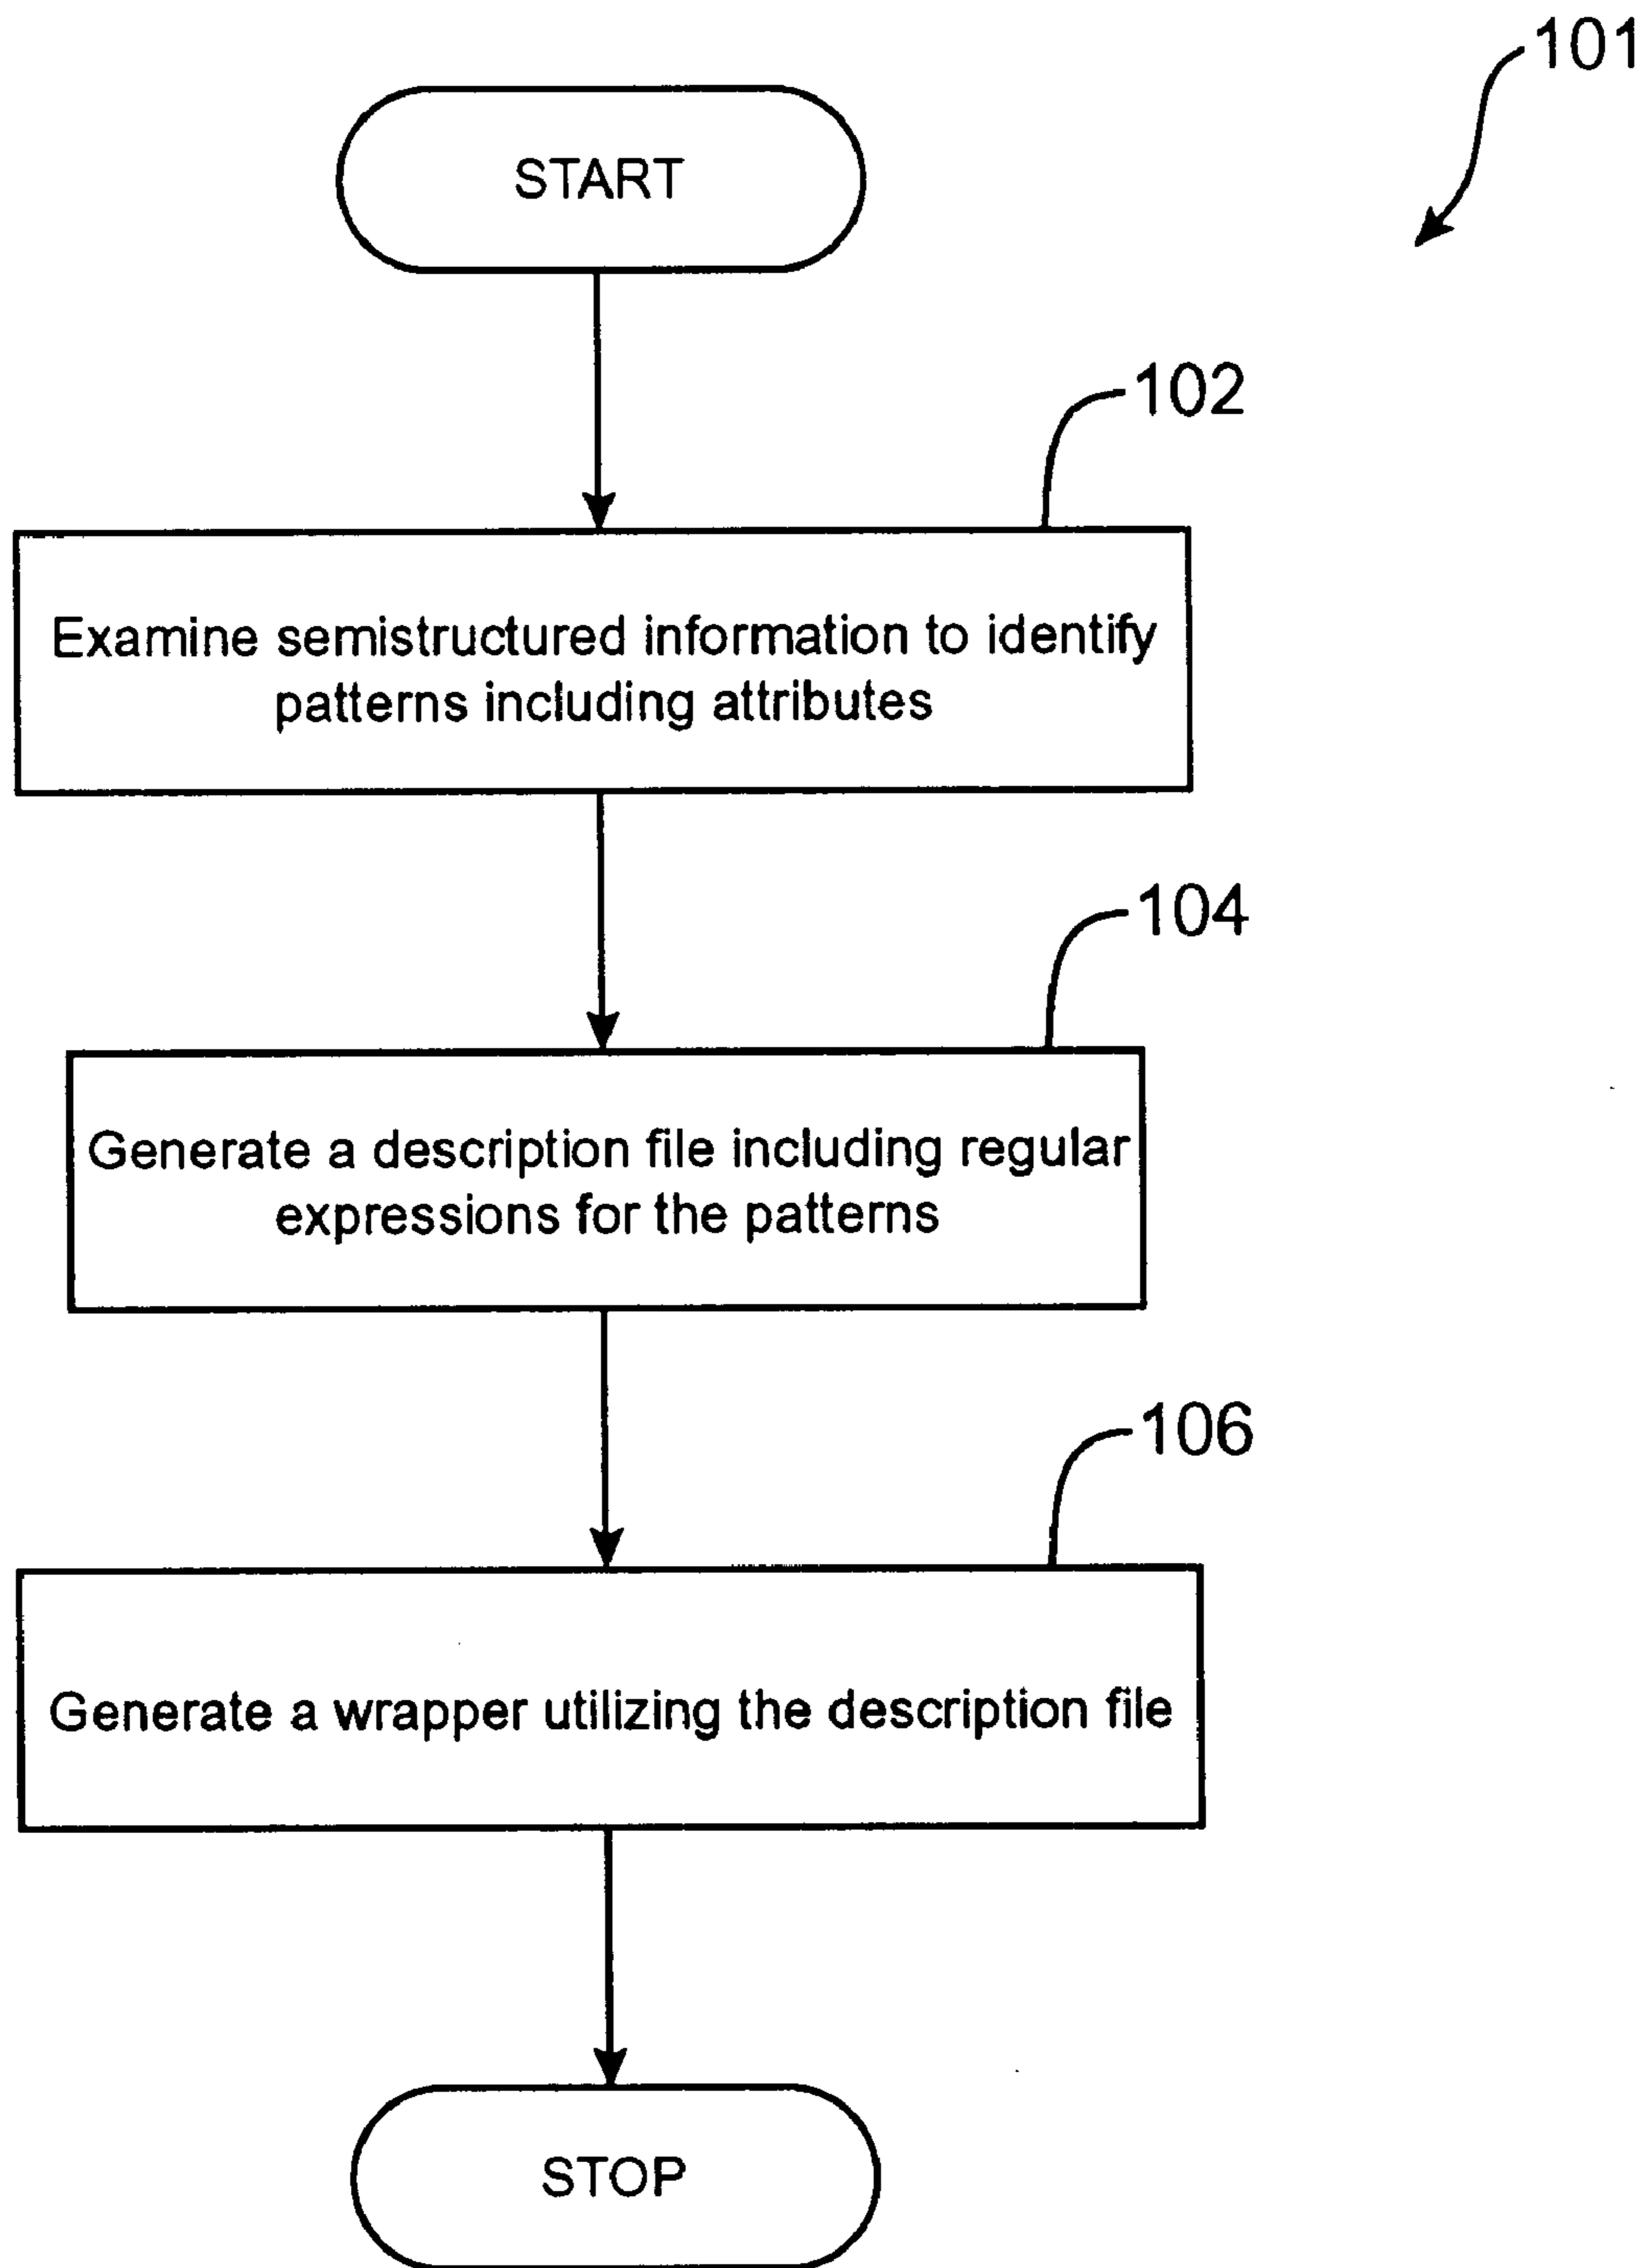 101
START
102
Examine semistructured information to identify
patterns including attributes
104
Generate a description file including regular
expressions for the patterns
106
Generate a wrapper utilizing the description file
STOP